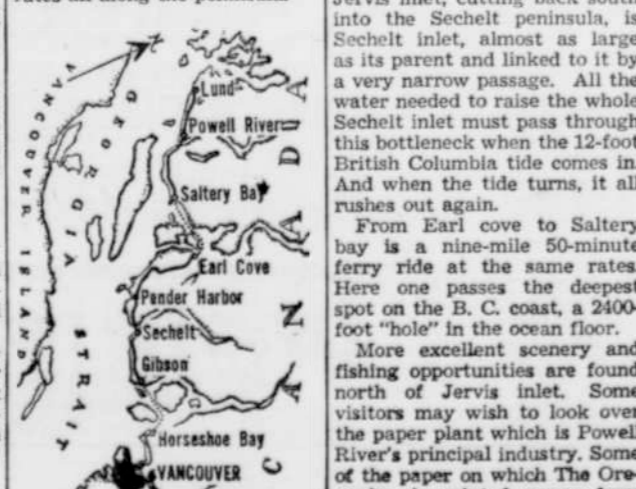 Lund
Powell River
Saltery Bay
Earl Cove
Pender Harbor
Sechelt
Gibson
Horseshoe Bay
VANCOUVER
VANCOUVER ISLAND
GEORGIA STRAIT
CANADA
Jervis inlet, cutting back south
into the Sechelt peninsula, is
Sechelt inlet, almost as large
as its parent and linked to it by
a very narrow passage. All the
water needed to raise the whole
Sechelt inlet must pass through
this bottleneck when the 12-foot
British Columbia tide comes in.
And when the tide turns, it all
rushes out again.
From Earl cove to Saltery
bay is a nine-mile 50-minute
ferry ride at the same rates.
Here one passes the deepest
spot on the B. C. coast, a 2400-
foot "hole" in the ocean floor.
More excellent scenery and
fishing opportunities are found
north of Jervis inlet. Some
visitors may wish to look over
the paper plant which is Powell
River's principal industry. Some
of the paper on which The Ore-